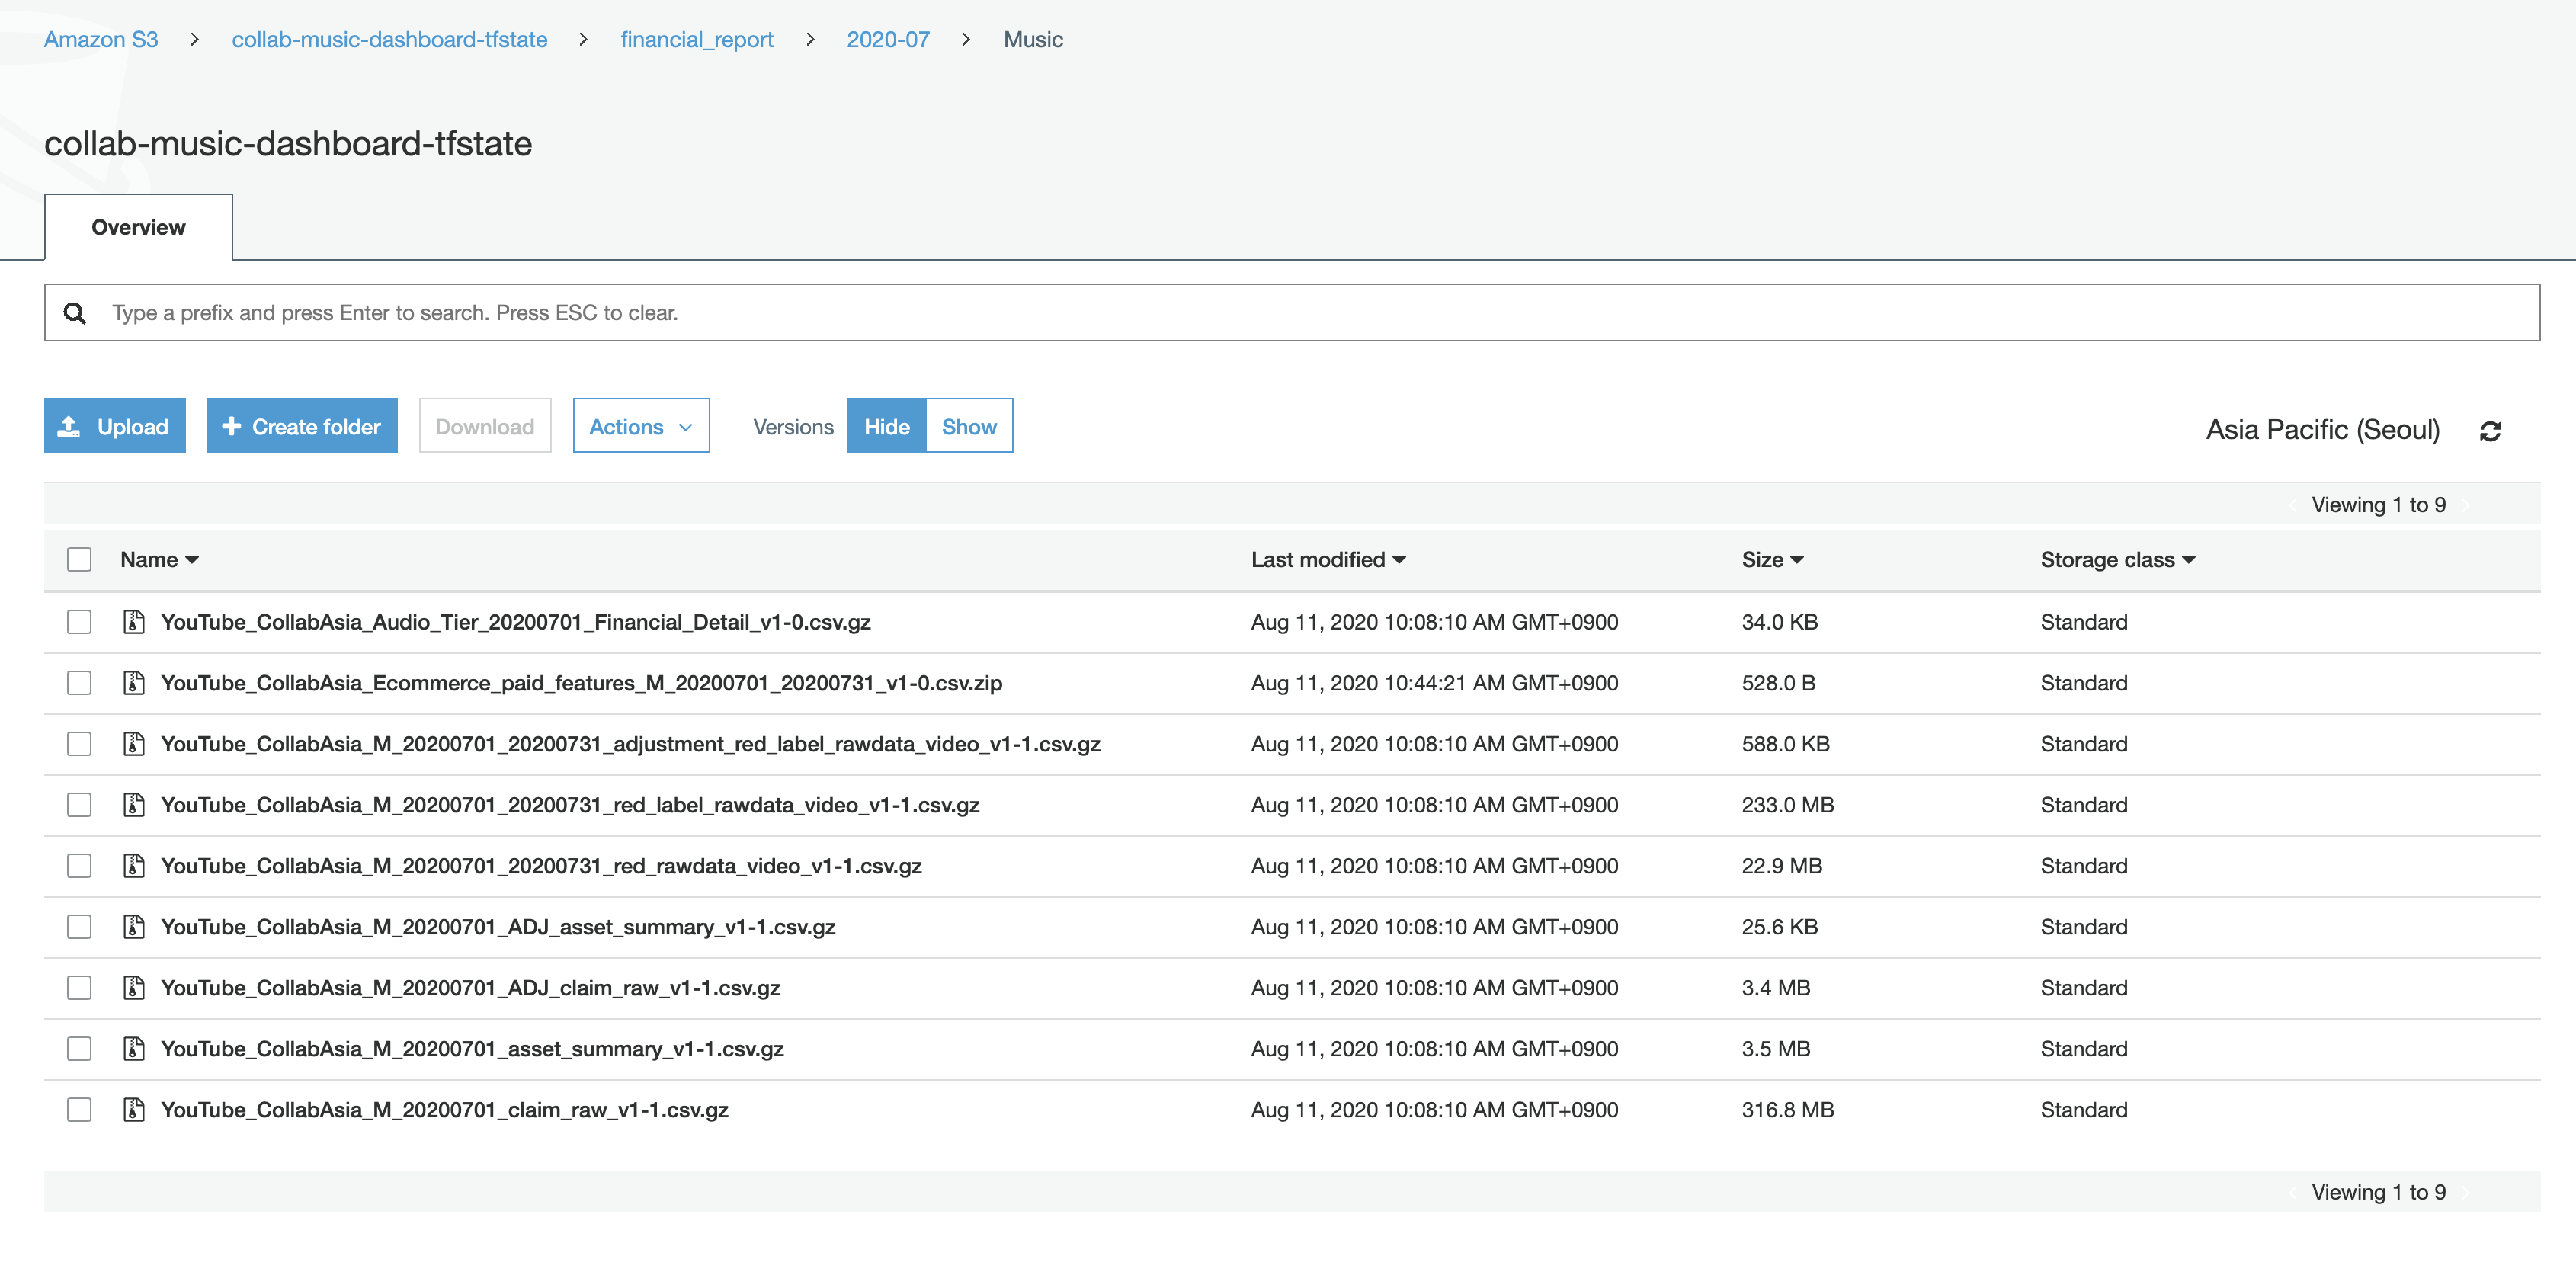 Amazon S3 > collab-music-dashboard-tfstate > financial_report > 2020-07 > Music
collab-music-dashboard-tfstate
Overview
Type a prefix and press Enter to search. Press ESC to clear.
Upload + Create folder Download Actions Versions Hide Show Asia Pacific (Seoul)
Viewing 1 to 9
Name Last modified Size Storage class
YouTube_CollabAsia_Audio_Tier_20200701_Financial_Detail_v1-0.csv.gz Aug 11, 2020 10:08:10 AM GMT+0900 34.0 KB Standard
YouTube_CollabAsia_Ecommerce_paid_features_M_20200701_20200731_v1-0.csv.zip Aug 11, 2020 10:44:21 AM GMT+0900 528.0 B Standard
YouTube_CollabAsia_M_20200701_20200731_adjustment_red_label_rawdata_video_v1-1.csv.gz Aug 11, 2020 10:08:10 AM GMT+0900 588.0 KB Standard
YouTube_CollabAsia_M_20200701_20200731_red_label_rawdata_video_v1-1.csv.gz Aug 11, 2020 10:08:10 AM GMT+0900 233.0 MB Standard
YouTube_CollabAsia_M_20200701_20200731_red_rawdata_video_v1-1.csv.gz Aug 11, 2020 10:08:10 AM GMT+0900 22.9 MB Standard
YouTube_CollabAsia_M_20200701_ADJ_asset_summary_v1-1.csv.gz Aug 11, 2020 10:08:10 AM GMT+0900 25.6 KB Standard
YouTube_CollabAsia_M_20200701_ADJ_claim_raw_v1-1.csv.gz Aug 11, 2020 10:08:10 AM GMT+0900 3.4 MB Standard
YouTube_CollabAsia_M_20200701_asset_summary_v1-1.csv.gz Aug 11, 2020 10:08:10 AM GMT+0900 3.5 MB Standard
YouTube_CollabAsia_M_20200701_claim_raw_v1-1.csv.gz Aug 11, 2020 10:08:10 AM GMT+0900 316.8 MB Standard
Viewing 1 to 9